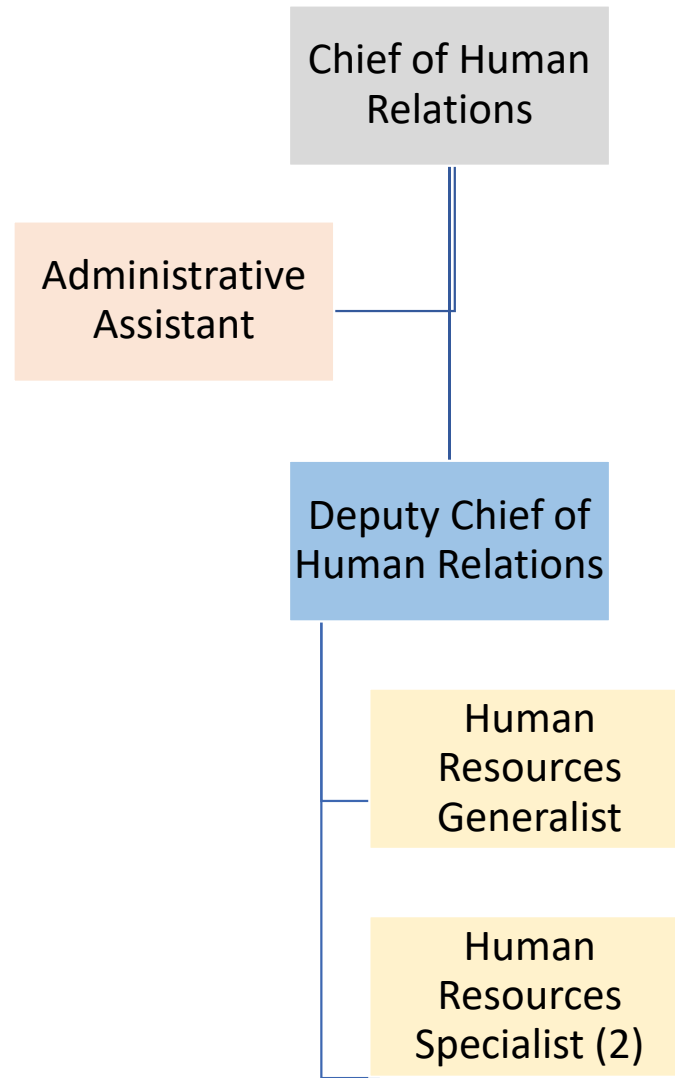 Chief of Human
Relations
Administrative
Assistant
Deputy Chief of
Human Relations
Human
Resources
Generalist
Human
Resources
Specialist (2)